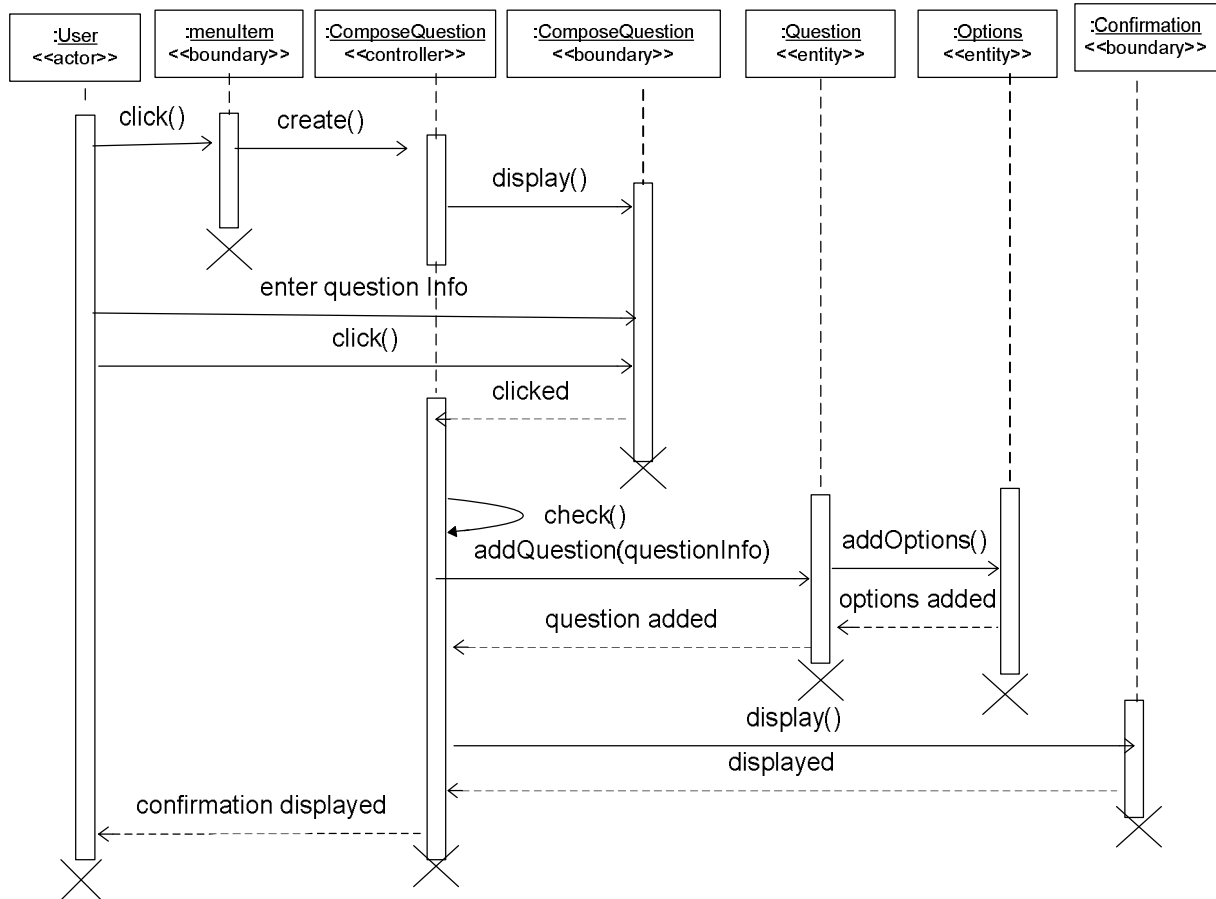 :User
<<actor>>
:menuItem
<<boundary>>
:ComposeQuestion
<<controller>>
:ComposeQuestion
<<boundary>>
:Question
<<entity>>
:Options
<<entity>>
:Confirmation
<<boundary>>
click()
create()
display()
enter question Info
click()
clicked
check()
addQuestion(questionInfo)
addOptions()
options added
question added
display()
displayed
confirmation displayed